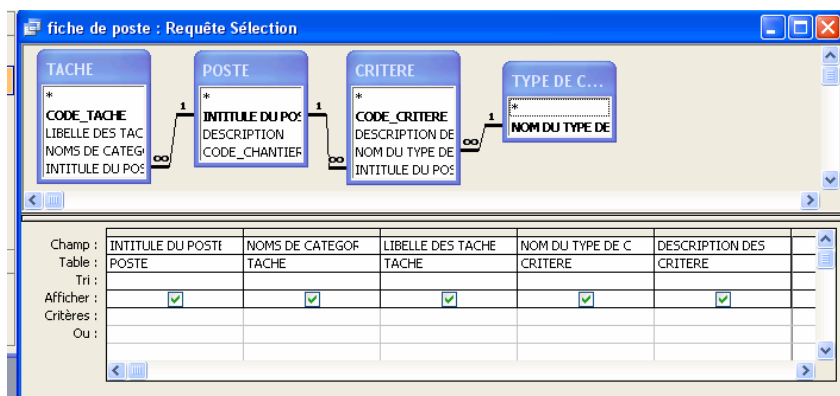 fiche de poste : Requête Sélection
TACHE
*
CODE_TACHE
LIBELLE DES TAC
NOMS DE CATEG
INTITULE DU POS
1
∞
POSTE
*
INTITULE DU POS
DESCRIPTION
CODE_CHANTIER
1
∞
CRITERE
*
CODE_CRITERE
DESCRIPTION DE
NOM DU TYPE DE
INTITULE DU POS
1
∞
TYPE DE C...
*
NOM DU TYPE DE
Champ : INTITULE DU POSTE NOMS DE CATEGOF LIBELLE DES TACHE NOM DU TYPE DE C DESCRIPTION DES
Table : POSTE TACHE TACHE CRITERE CRITERE
Tri :
Afficher :
Critères :
Ou :